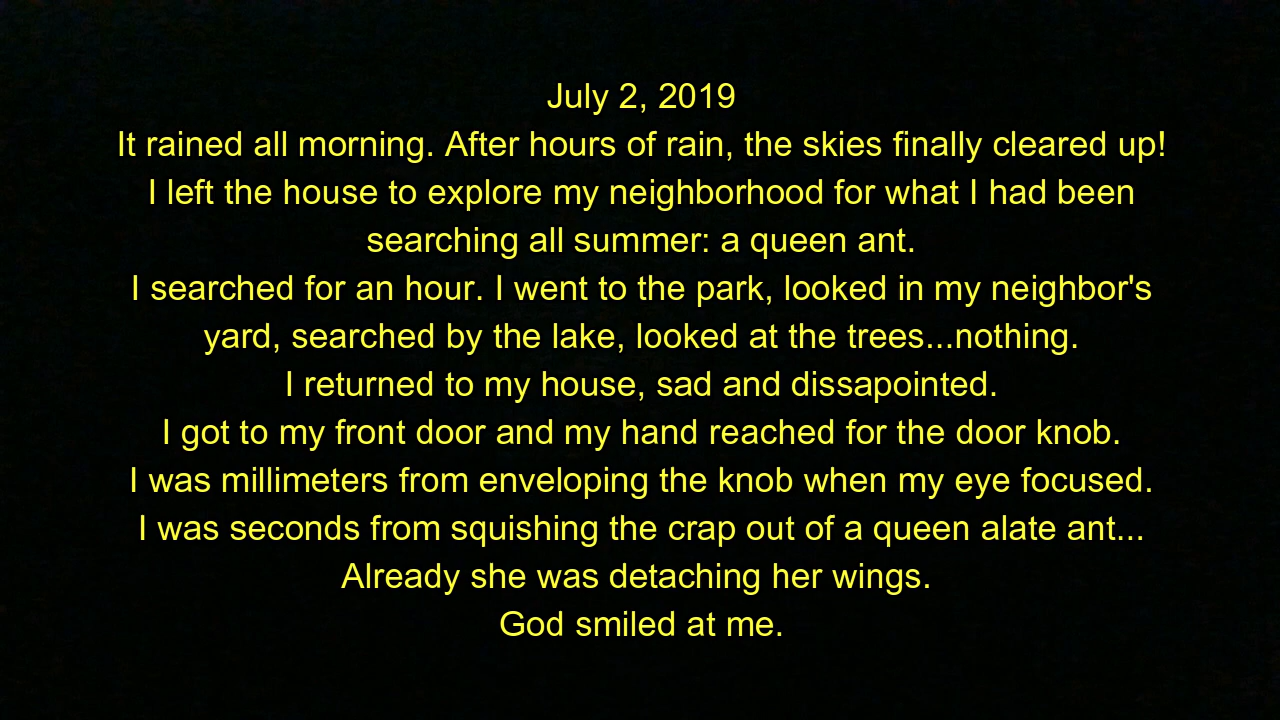 July 2, 2019
It rained all morning. After hours of rain, the skies finally cleared up!
I left the house to explore my neighborhood for what I had been
searching all summer: a queen ant.
I searched for an hour. I went to the park, looked in my neighbor's
yard, searched by the lake, looked at the trees...nothing.
I returned to my house, sad and dissapointed.
I got to my front door and my hand reached for the door knob.
I was millimeters from enveloping the knob when my eye focused.
I was seconds from squishing the crap out of a queen alate ant...
Already she was detaching her wings.
God smiled at me.